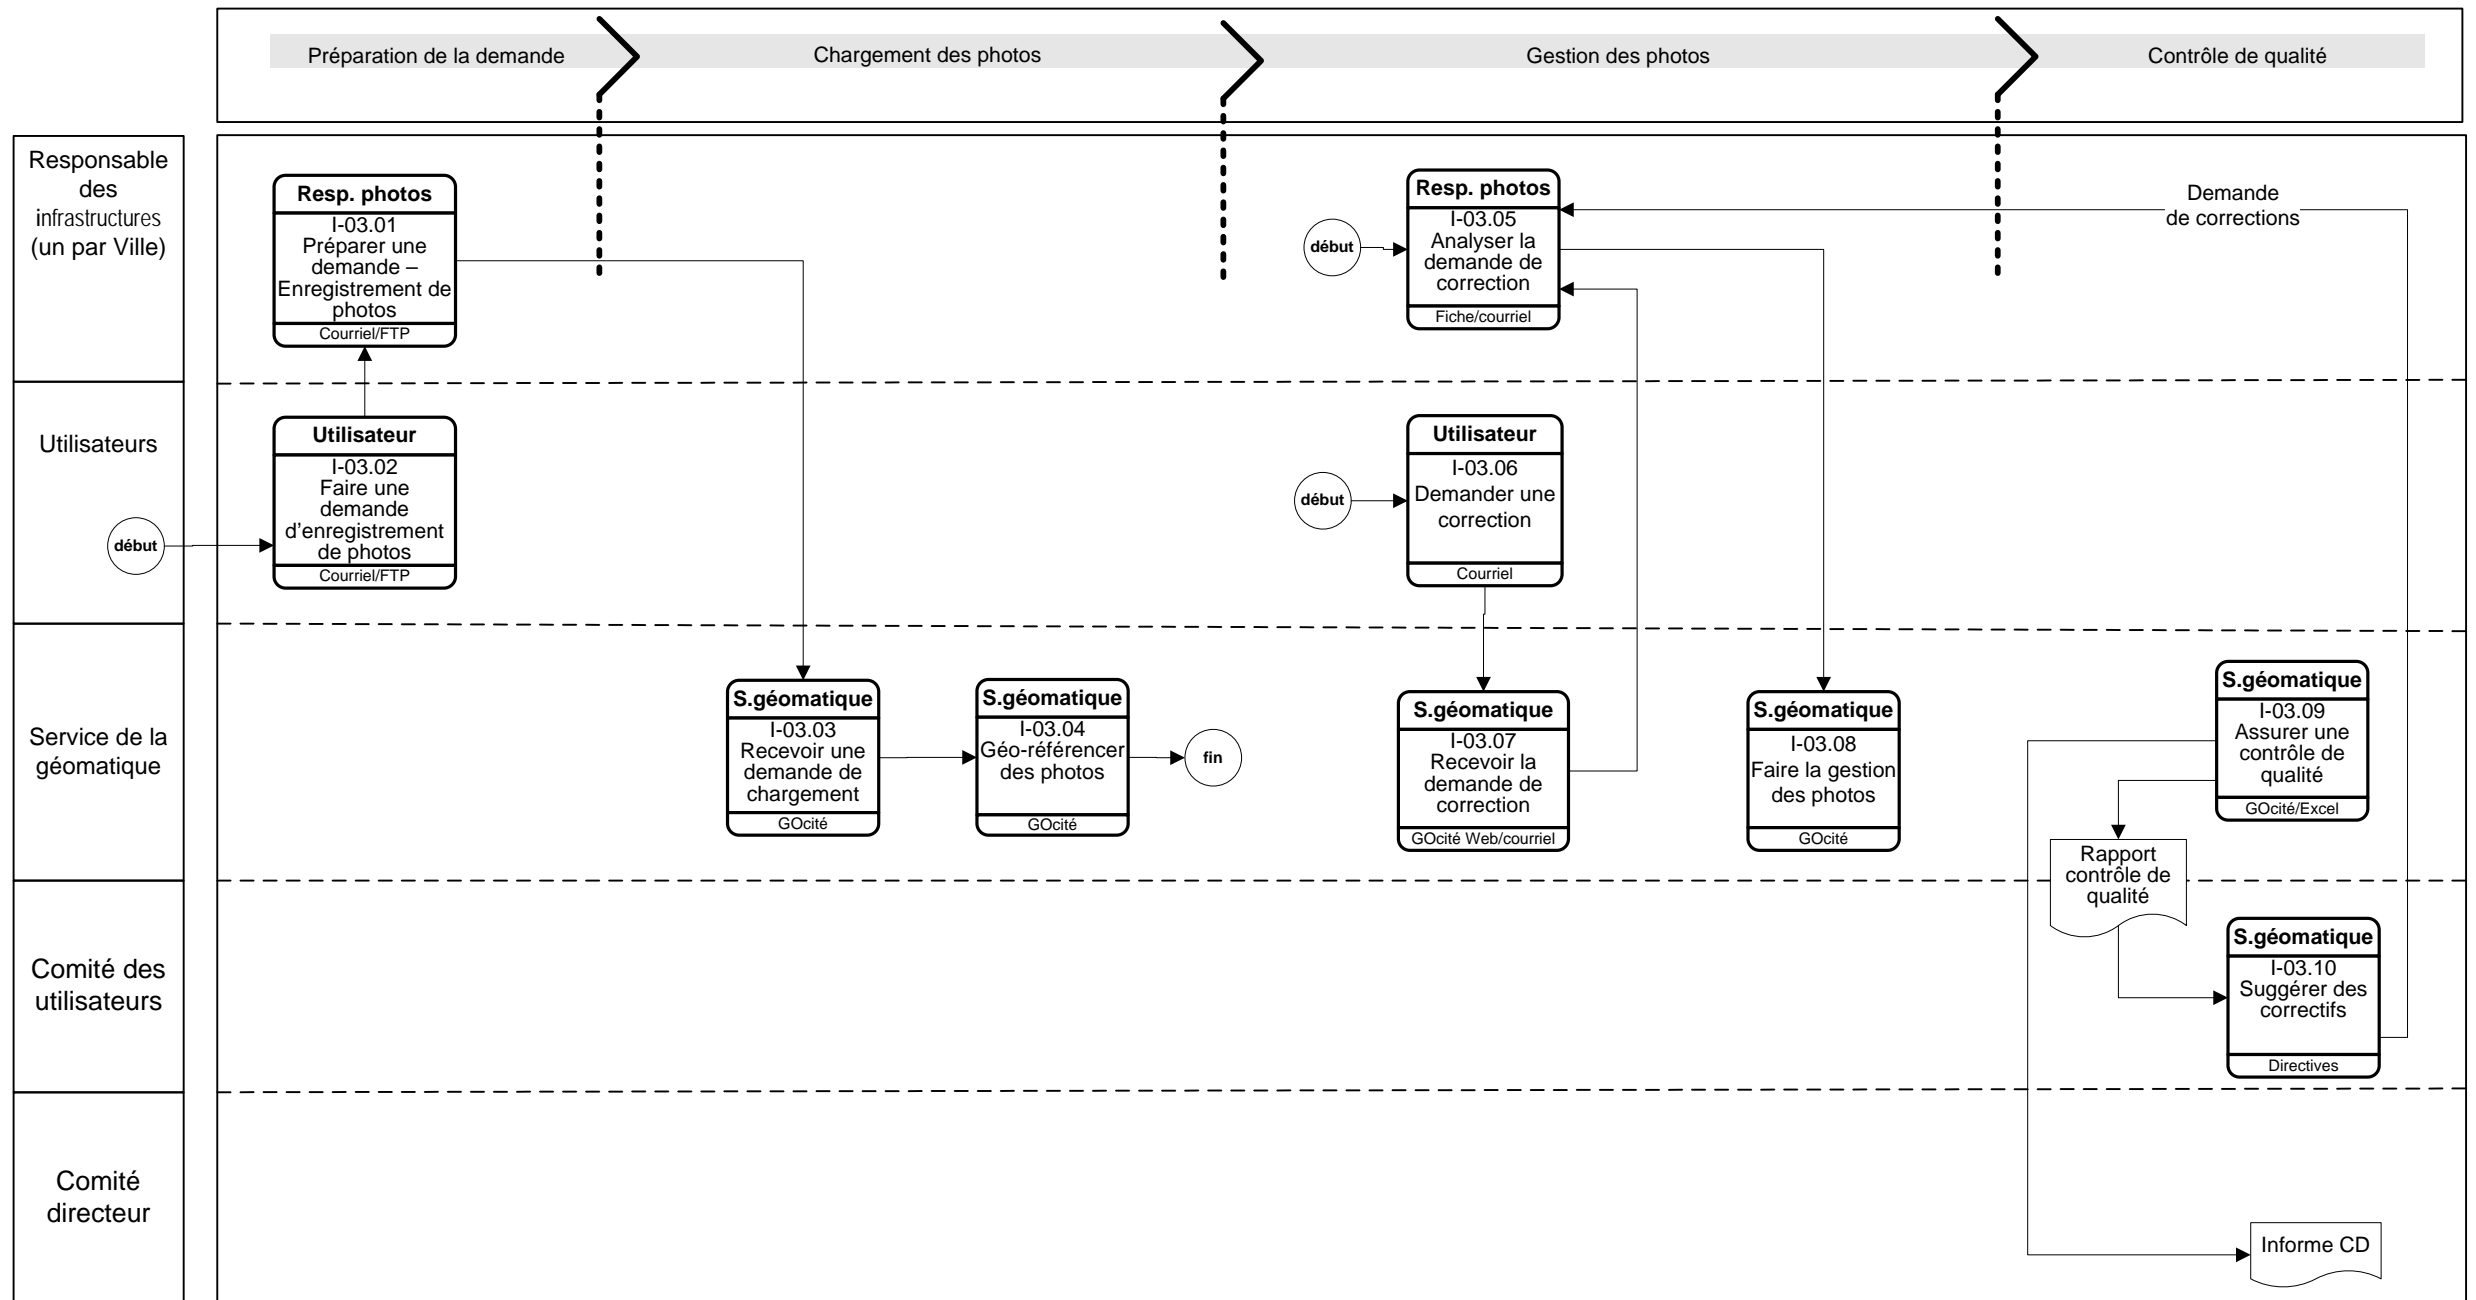 Préparation de la demande
Chargement des photos
Gestion des photos
Contrôle de qualité
Responsable
des
infrastructures
(un par Ville)
Resp. photos
I-03.01
Préparer une
demande –
Enregistrement de
photos
Courriel/FTP
début
Resp. photos
I-03.05
Analyser la
demande de
correction
Fiche/courriel
Demande
de corrections
Utilisateurs
début
Utilisateur
I-03.02
Faire une
demande
d’enregistrement
de photos
Courriel/FTP
début
Utilisateur
I-03.06
Demander une
correction
Courriel
Service de la
géomatique
S.géomatique
I-03.03
Recevoir une
demande de
chargement
GOcité
S.géomatique
I-03.04
Géo-référencer
des photos
GOcité
fin
S.géomatique
I-03.07
Recevoir la
demande de
correction
GOcité Web/courriel
S.géomatique
I-03.08
Faire la gestion
des photos
GOcité
S.géomatique
I-03.09
Assurer une
contrôle de
qualité
GOcité/Excel
Rapport
contrôle de
qualité
Comité des
utilisateurs
S.géomatique
I-03.10
Suggérer des
correctifs
Directives
Comité
directeur
Informe CD